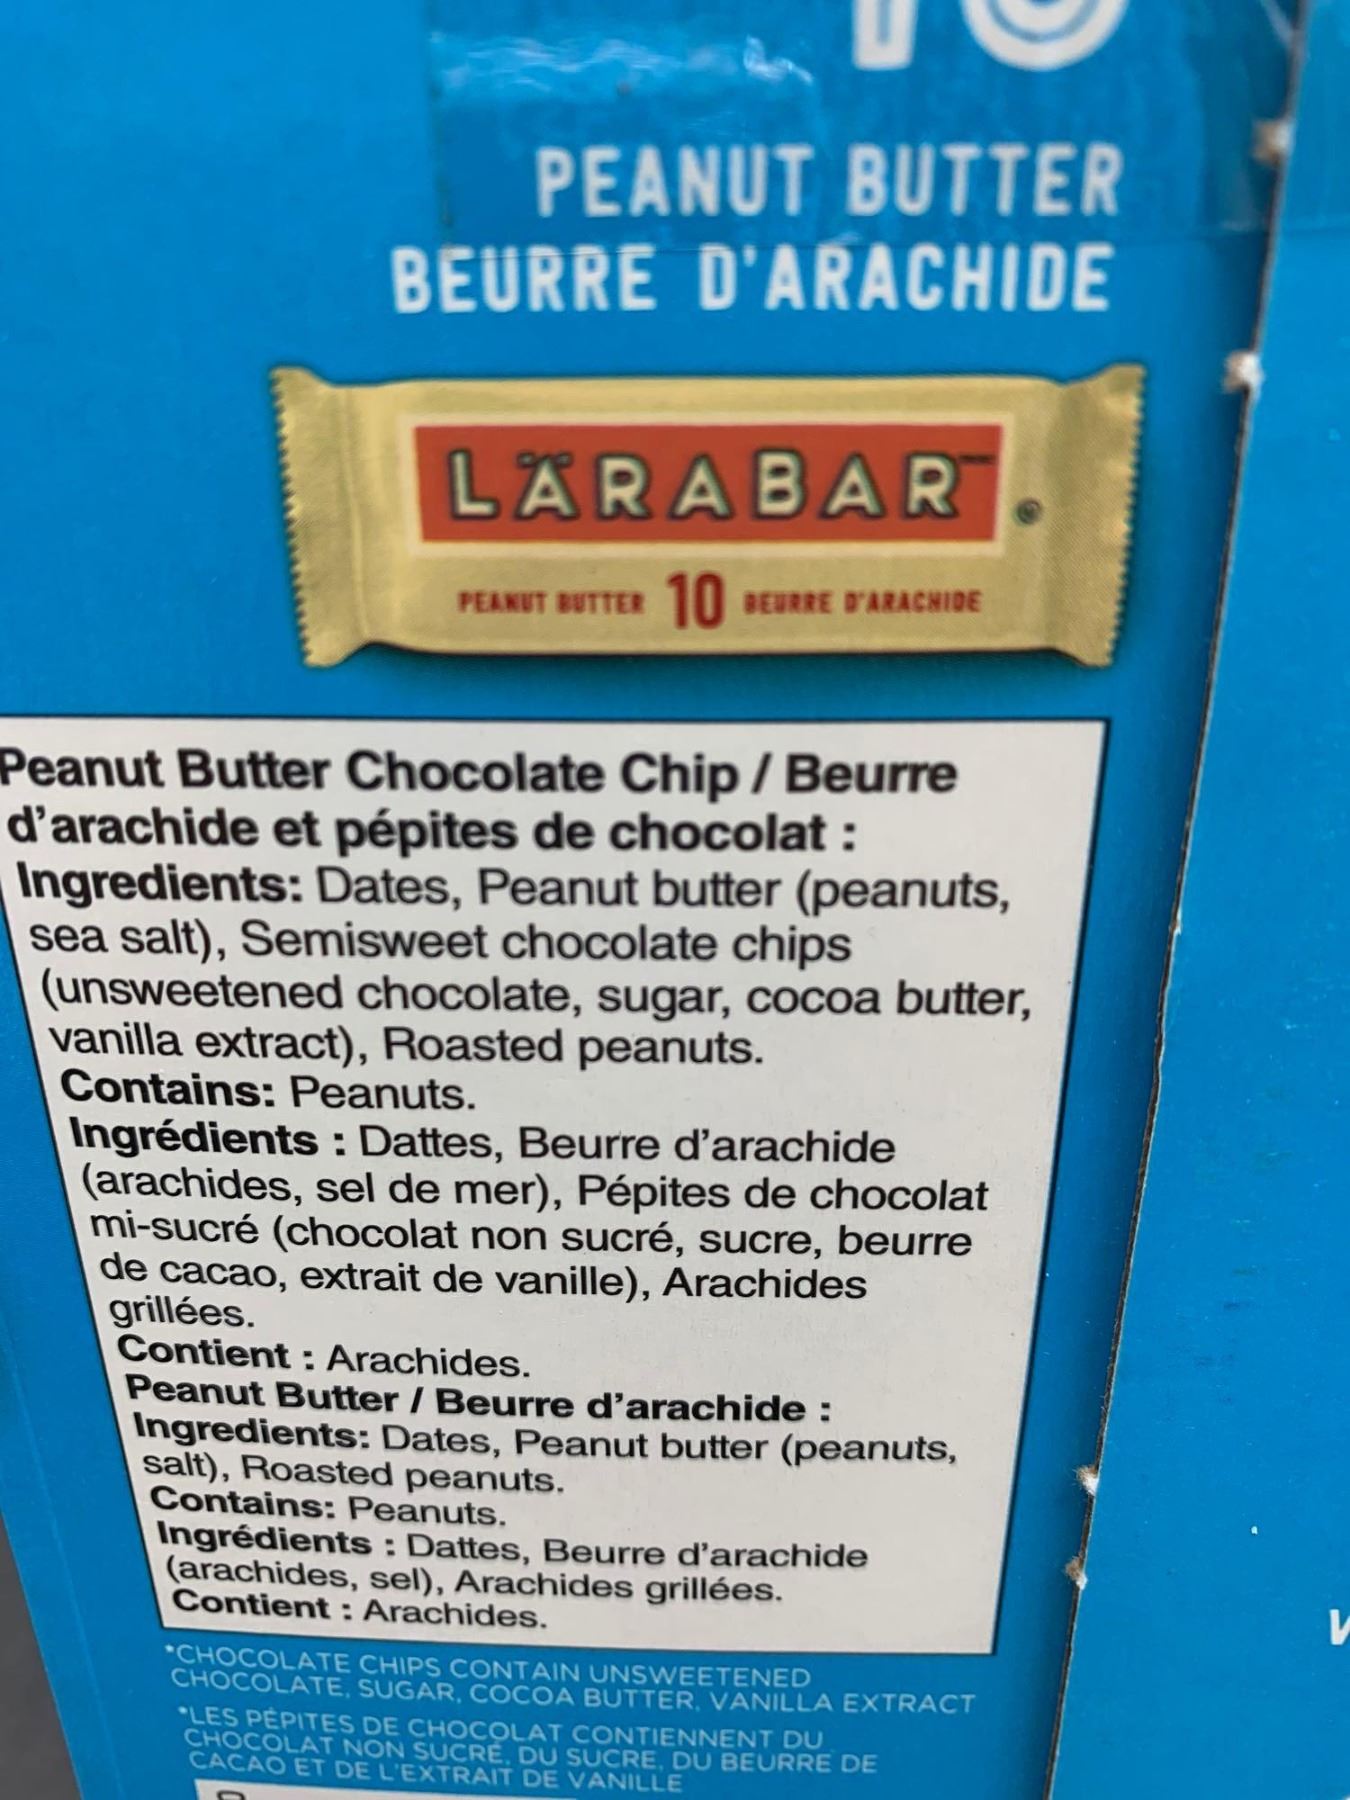 10
PEANUT BUTTER
BEURRE D'ARACHIDE
LÄRABAR™ ®
PEANUT BUTTER 10 BEURRE D'ARACHIDE
Peanut Butter Chocolate Chip / Beurre
d'arachide et pépites de chocolat :
Ingredients: Dates, Peanut butter (peanuts,
sea salt), Semisweet chocolate chips
(unsweetened chocolate, sugar, cocoa butter,
vanilla extract), Roasted peanuts.
Contains: Peanuts.
Ingrédients : Dattes, Beurre d'arachide
(arachides, sel de mer), Pépites de chocolat
mi-sucré (chocolat non sucré, sucre, beurre
de cacao, extrait de vanille), Arachides
grillées.
Contient : Arachides.
Peanut Butter / Beurre d'arachide :
Ingredients: Dates, Peanut butter (peanuts,
salt), Roasted peanuts.
Contains: Peanuts.
Ingrédients : Dattes, Beurre d'arachide
(arachides, sel), Arachides grillées.
Contient : Arachides.
*CHOCOLATE CHIPS CONTAIN UNSWEETENED
CHOCOLATE, SUGAR, COCOA BUTTER, VANILLA EXTRACT
*LES PÉPITES DE CHOCOLAT CONTIENNENT DU
CHOCOLAT NON SUCRÉ, DU SUCRE, DU BEURRE DE
CACAO ET DE L'EXTRAIT DE VANILLE